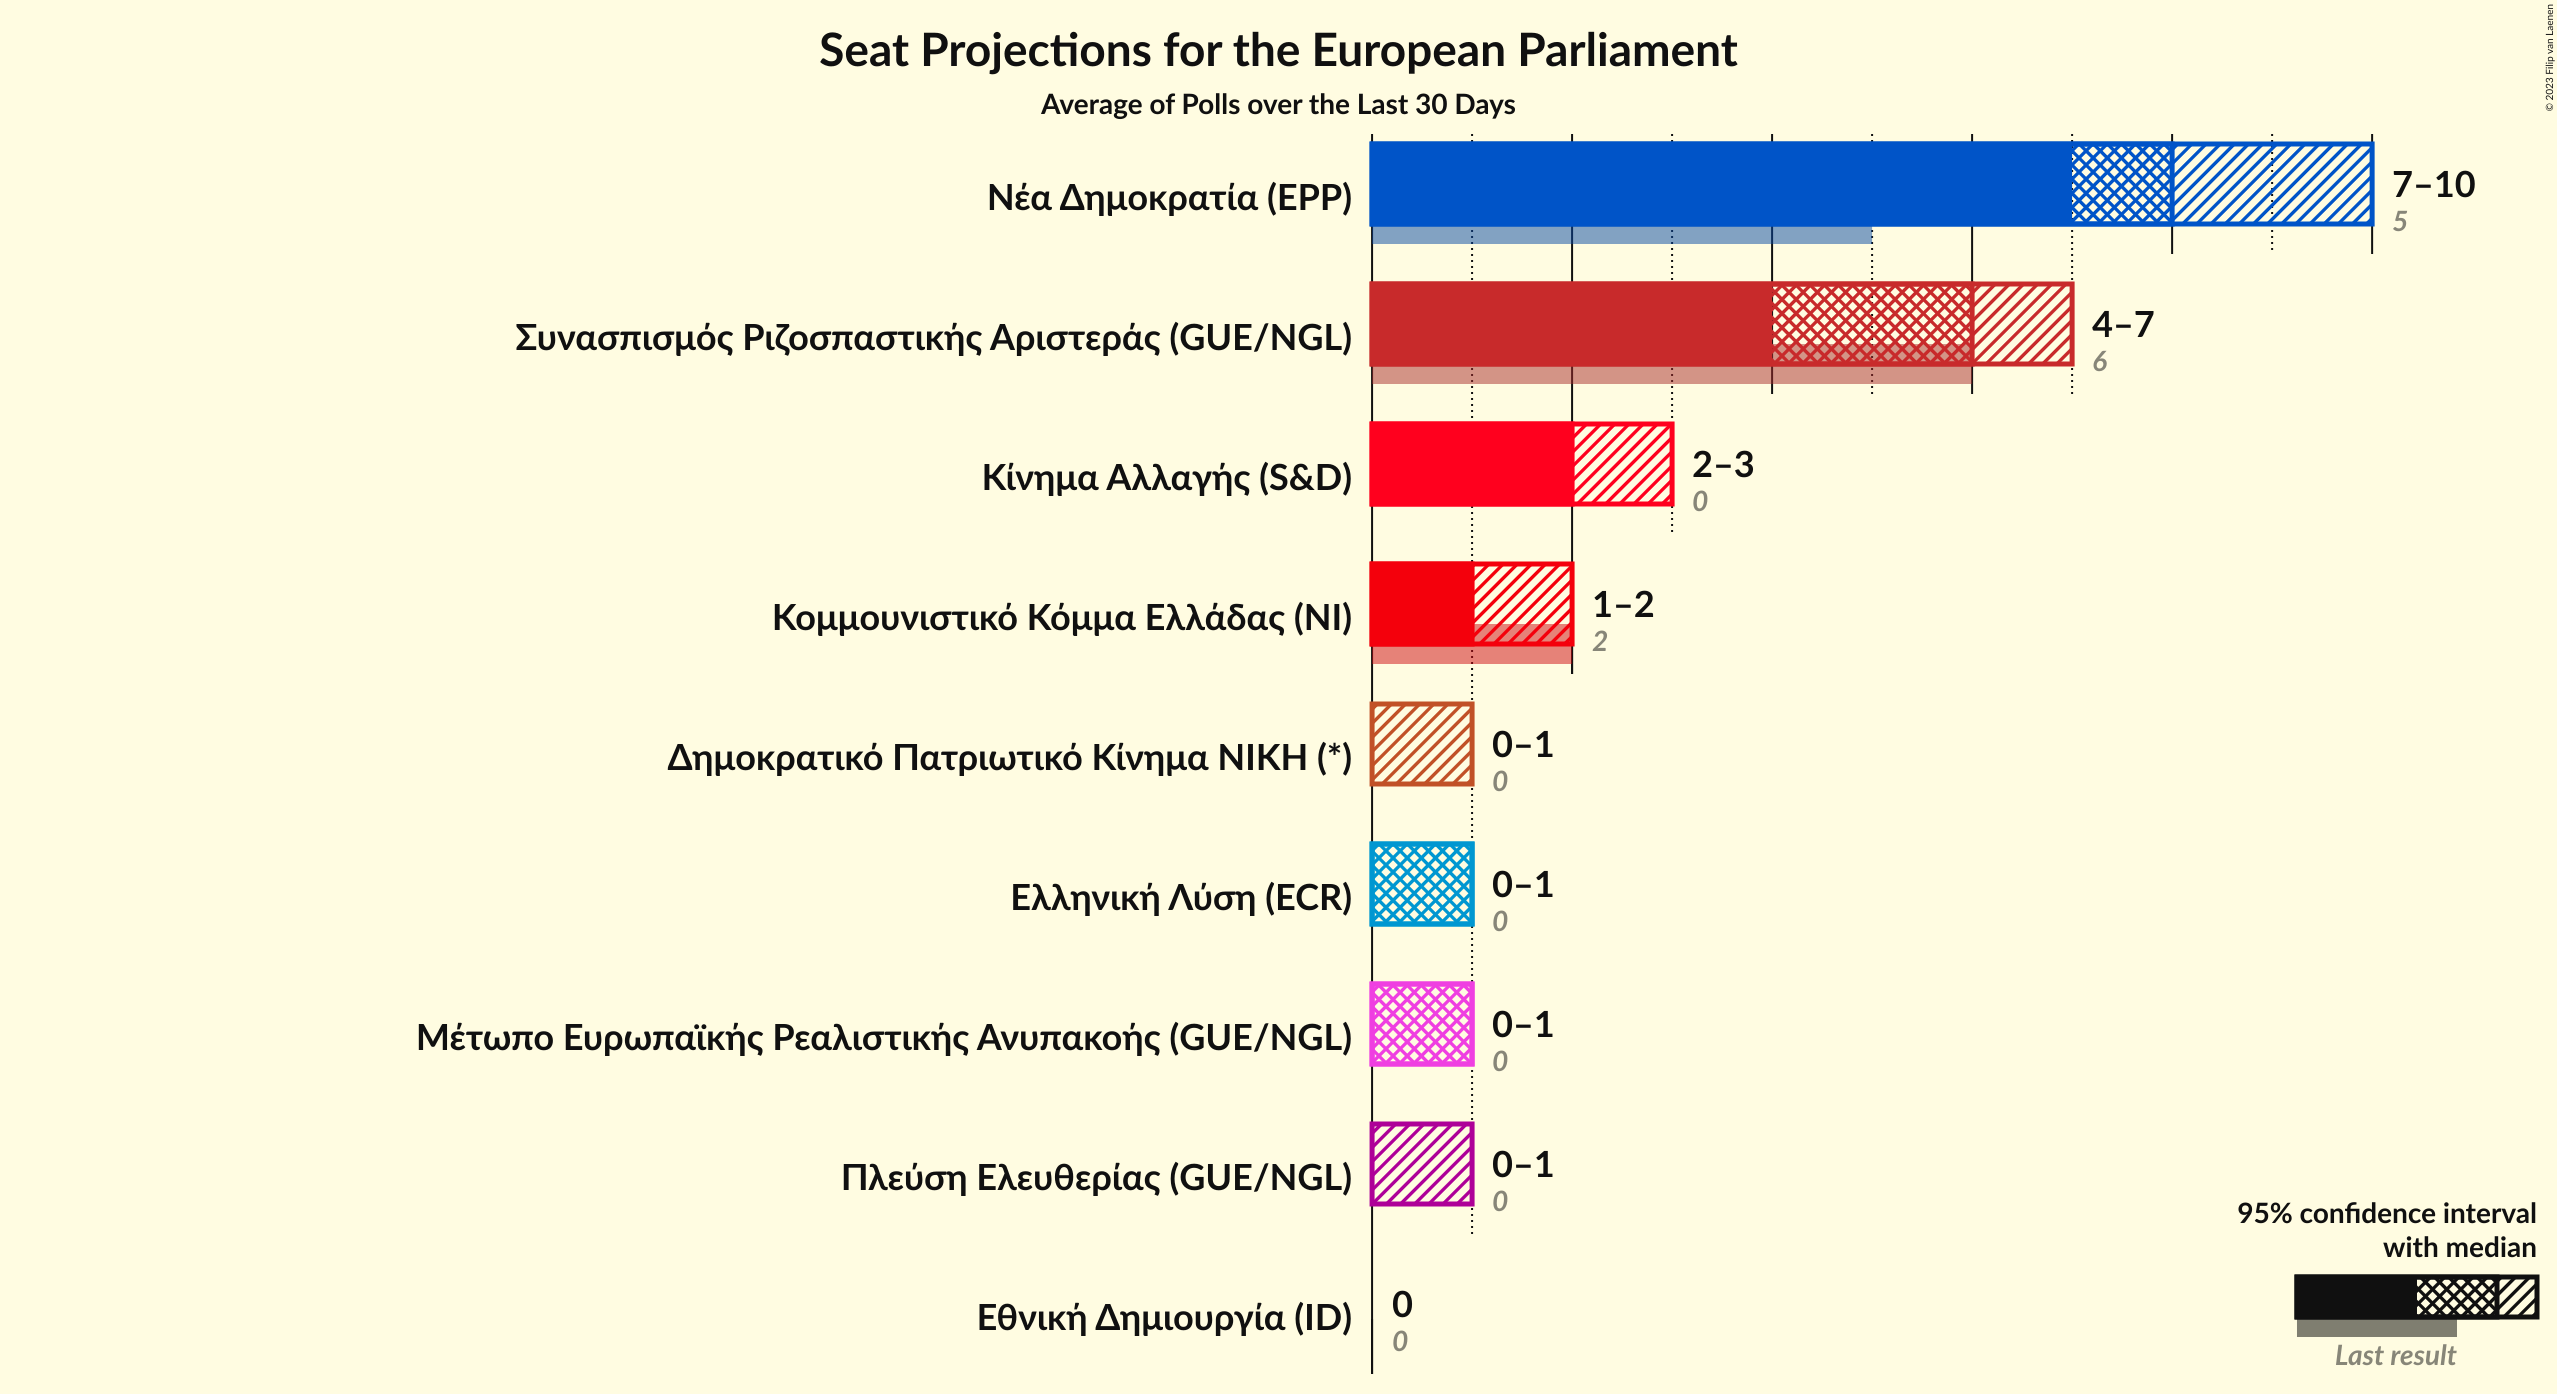 Seat Projections for the European Parliament
Average of Polls over the Last 30 Days
© 2023 Filip van Laenen
Νέα Δημοκρατία (EPP)
7–10
5
Συνασπισμός Ριζοσπαστικής Αριστεράς (GUE/NGL)
4–7
6
Κίνημα Αλλαγής (S&D)
2–3
0
Κομμουνιστικό Κόμμα Ελλάδας (NI)
1–2
2
Δημοκρατικό Πατριωτικό Κίνημα ΝΙΚΗ (*)
0–1
0
Ελληνική Λύση (ECR)
0–1
0
Μέτωπο Ευρωπαϊκής Ρεαλιστικής Ανυπακοής (GUE/NGL)
0–1
0
Πλεύση Ελευθερίας (GUE/NGL)
0–1
0
Εθνική Δημιουργία (ID)
0
0
95% confidence interval
with median
Last result